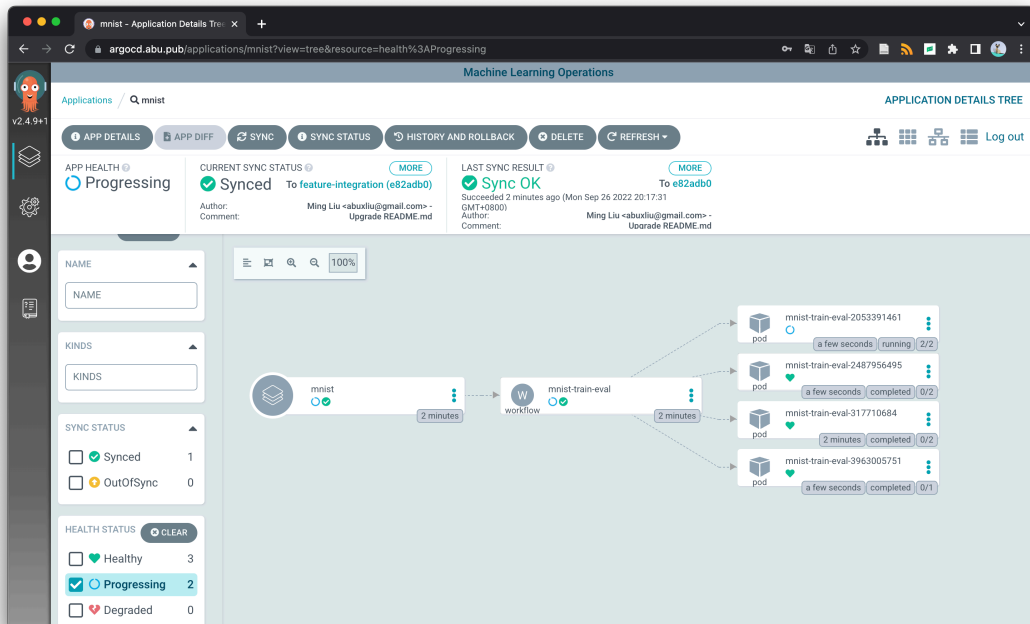 mnist - Application Details Tree
argocd.abu.pub/applications/mnist?view=tree&resource=health%3AProgressing
Machine Learning Operations
v2.4.9+1
Applications / mnist
APPLICATION DETAILS TREE
APP DETAILS
APP DIFF
SYNC
SYNC STATUS
HISTORY AND ROLLBACK
DELETE
REFRESH
Log out
APP HEALTH
Progressing
CURRENT SYNC STATUS
MORE
Synced
To feature-integration (e82adb0)
Author:
Ming Liu <abuxliu@gmail.com> -
Comment:
Upgrade README.md
LAST SYNC RESULT
MORE
Sync OK
To e82adb0
Succeeded 2 minutes ago (Mon Sep 26 2022 20:17:31
GMT+0800)
Author:
Ming Liu <abuxliu@gmail.com> -
Comment:
Upgrade README.md
NAME
NAME
KINDS
KINDS
SYNC STATUS
Synced 1
OutOfSync 0
HEALTH STATUS
CLEAR
Healthy 3
Progressing 2
Degraded 0
100%
mnist
2 minutes
W
workflow
mnist-train-eval
2 minutes
pod
mnist-train-eval-2053391461
a few seconds running 2/2
pod
mnist-train-eval-2487956495
a few seconds completed 0/2
pod
mnist-train-eval-317710684
2 minutes completed 0/2
pod
mnist-train-eval-3963005751
a few seconds completed 0/1